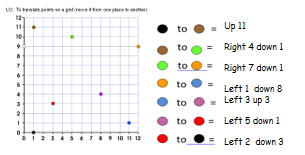 LO: To translate points on a grid (move it from one place to another)
12
11
10
9
8
7
6
5
4
3
2
1
0
0 1 2 3 4 5 6 7 8 9 10 11 12
to = Up 11
to = Right 4 down 1
to = Right 7 down 1
to = Left 1 down 8
to = Left 3 up 3
to = Left 5 down 1
to = Left 2 down 3